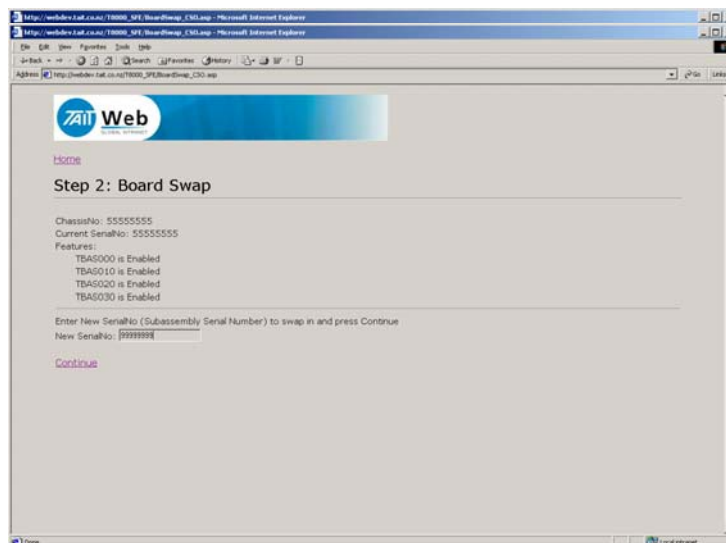 http://webdev.tait.co.nz/T8000_SFE/BoardSwap_CSO.asp - Microsoft Internet Explorer
http://webdev.tait.co.nz/T8000_SFE/BoardSwap_CSO.asp - Microsoft Internet Explorer
File Edit View Favorites Tools Help
Back Search Favorites History
Address http://webdev.tait.co.nz/T8000_SFE/BoardSwap_CSO.asp Go Links
TAIT Web
GLOBAL INTRANET
Home
Step 2: Board Swap
ChassisNo: 55555555
Current SerialNo: 55555555
Features:
TBAS000 is Enabled
TBAS010 is Enabled
TBAS020 is Enabled
TBAS030 is Enabled
Enter New SerialNo (Subassembly Serial Number) to swap in and press Continue
New SerialNo: 99999999
Continue
Done Local intranet